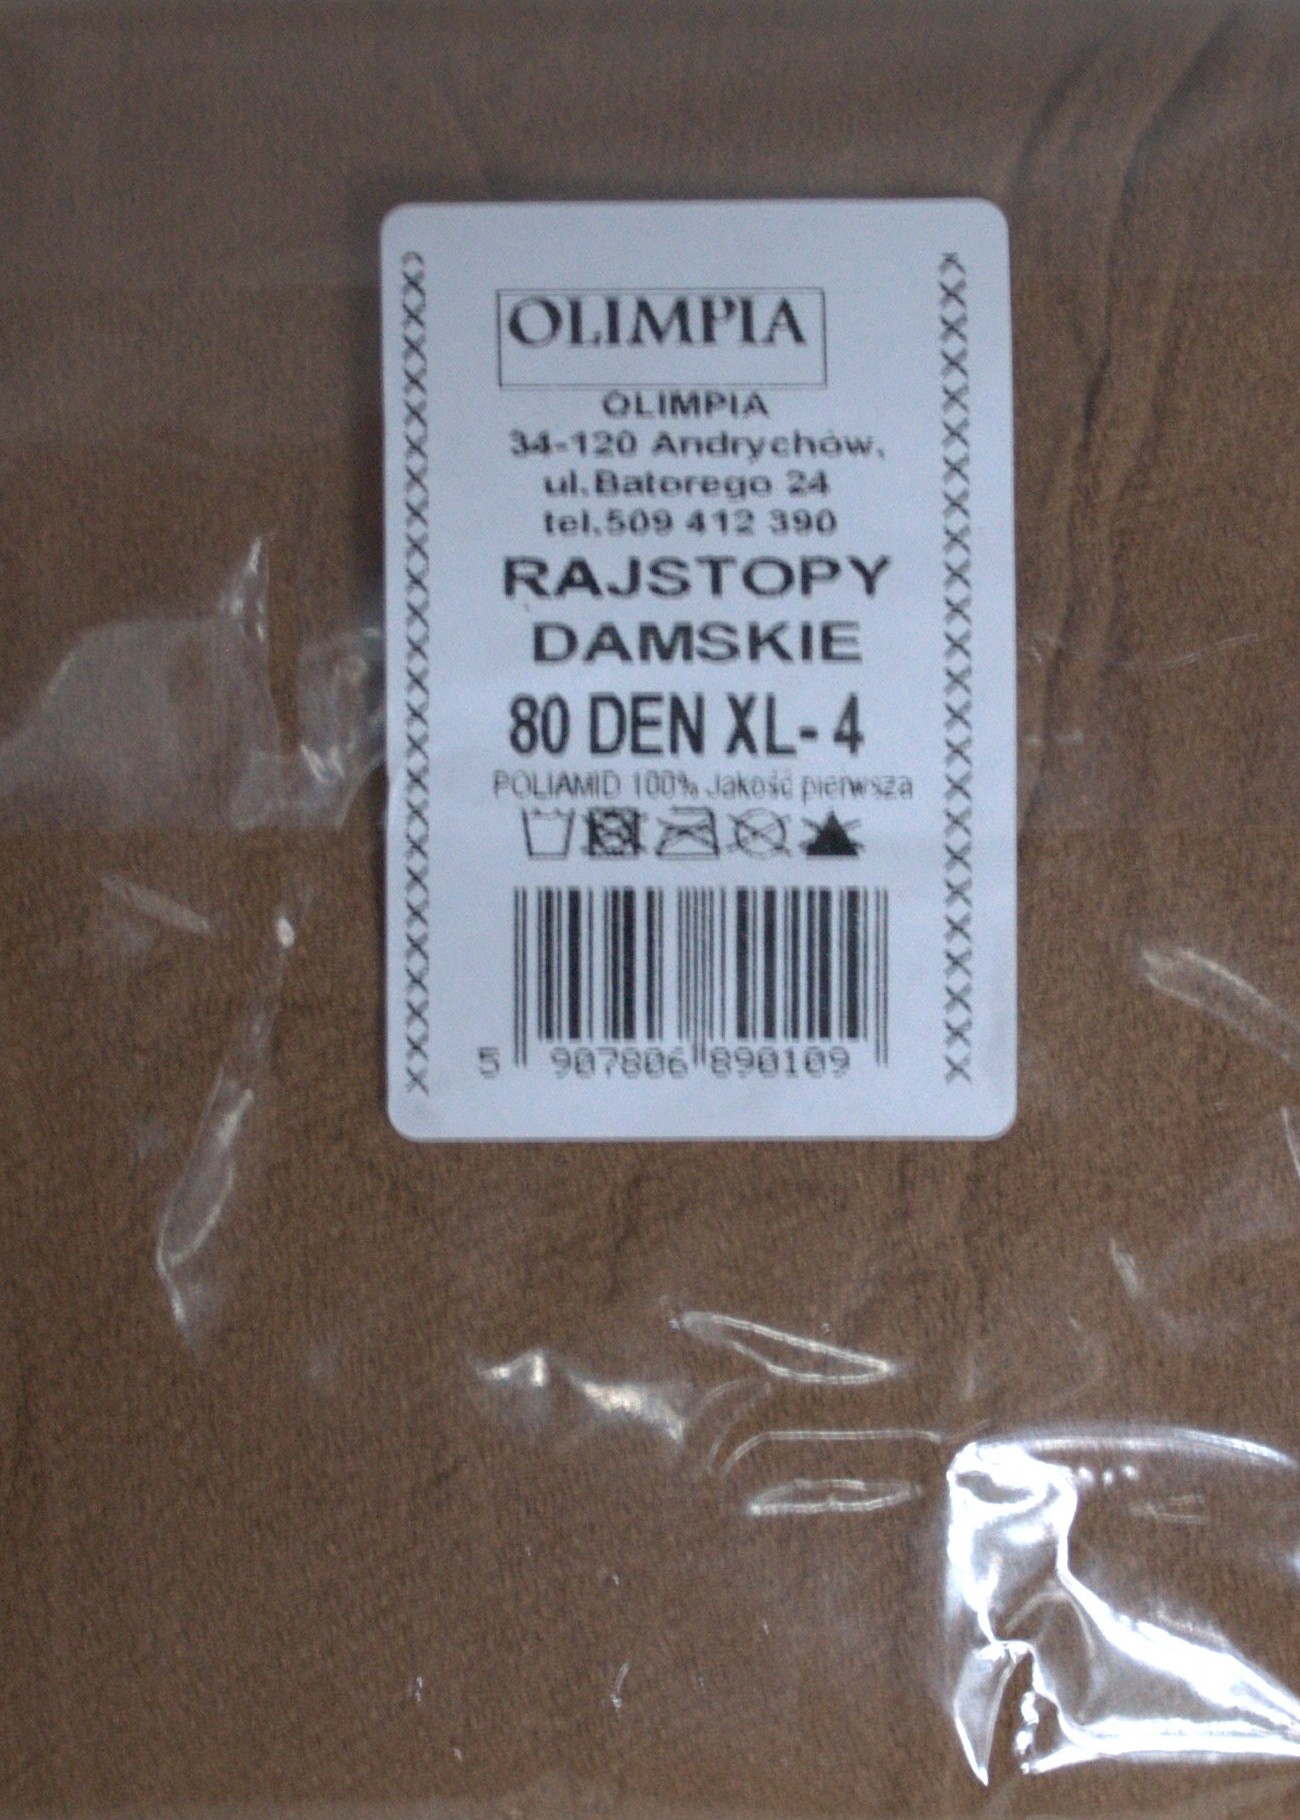 OLIMPIA
OLIMPIA
34-120 Andrychów,
ul.Batorego 24
tel.509 412 390
RAJSTOPY
DAMSKIE
80 DEN XL- 4
POLIAMID 100% Jakość pierwsza
5 907806 890109